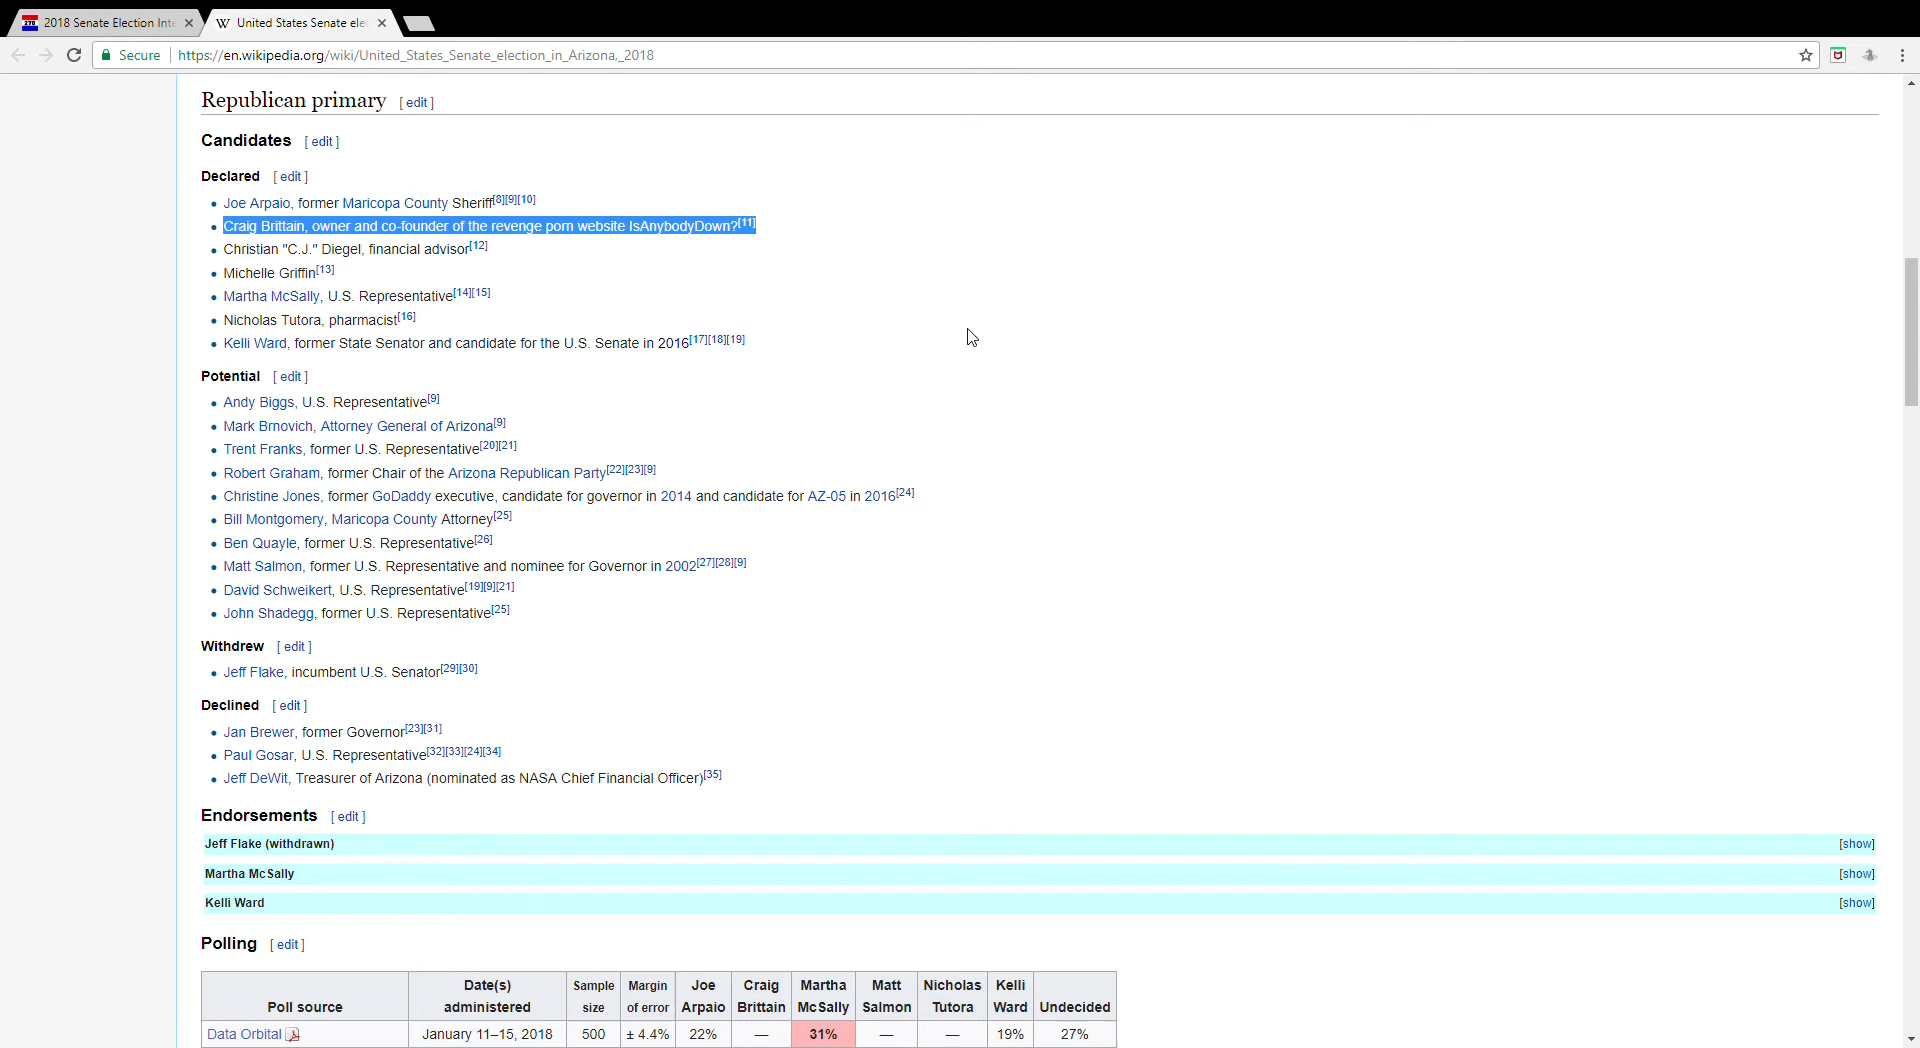 2018 Senate Election Inte
United States Senate ele
Secure https://en.wikipedia.org/wiki/United_States_Senate_election_in_Arizona,_2018
Republican primary [ edit ]
Candidates [ edit ]
Declared [ edit ]
Joe Arpaio, former Maricopa County Sheriff[8][9][10]
Craig Brittain, owner and co-founder of the revenge porn website IsAnybodyDown?[11]
Christian "C.J." Diegel, financial advisor[12]
Michelle Griffin[13]
Martha McSally, U.S. Representative[14][15]
Nicholas Tutora, pharmacist[16]
Kelli Ward, former State Senator and candidate for the U.S. Senate in 2016[17][18][19]
Potential [ edit ]
Andy Biggs, U.S. Representative[9]
Mark Brnovich, Attorney General of Arizona[9]
Trent Franks, former U.S. Representative[20][21]
Robert Graham, former Chair of the Arizona Republican Party[22][23][9]
Christine Jones, former GoDaddy executive, candidate for governor in 2014 and candidate for AZ-05 in 2016[24]
Bill Montgomery, Maricopa County Attorney[25]
Ben Quayle, former U.S. Representative[26]
Matt Salmon, former U.S. Representative and nominee for Governor in 2002[27][28][9]
David Schweikert, U.S. Representative[19][9][21]
John Shadegg, former U.S. Representative[25]
Withdrew [ edit ]
Jeff Flake, incumbent U.S. Senator[29][30]
Declined [ edit ]
Jan Brewer, former Governor[23][31]
Paul Gosar, U.S. Representative[32][33][24][34]
Jeff DeWit, Treasurer of Arizona (nominated as NASA Chief Financial Officer)[35]
Endorsements [ edit ]
Jeff Flake (withdrawn) [show]
Martha McSally [show]
Kelli Ward [show]
Polling [ edit ]
Poll source Date(s) administered Sample size Margin of error Joe Arpaio Craig Brittain Martha McSally Matt Salmon Nicholas Tutora Kelli Ward Undecided
Data Orbital January 11–15, 2018 500 ± 4.4% 22% — 31% — — 19% 27%